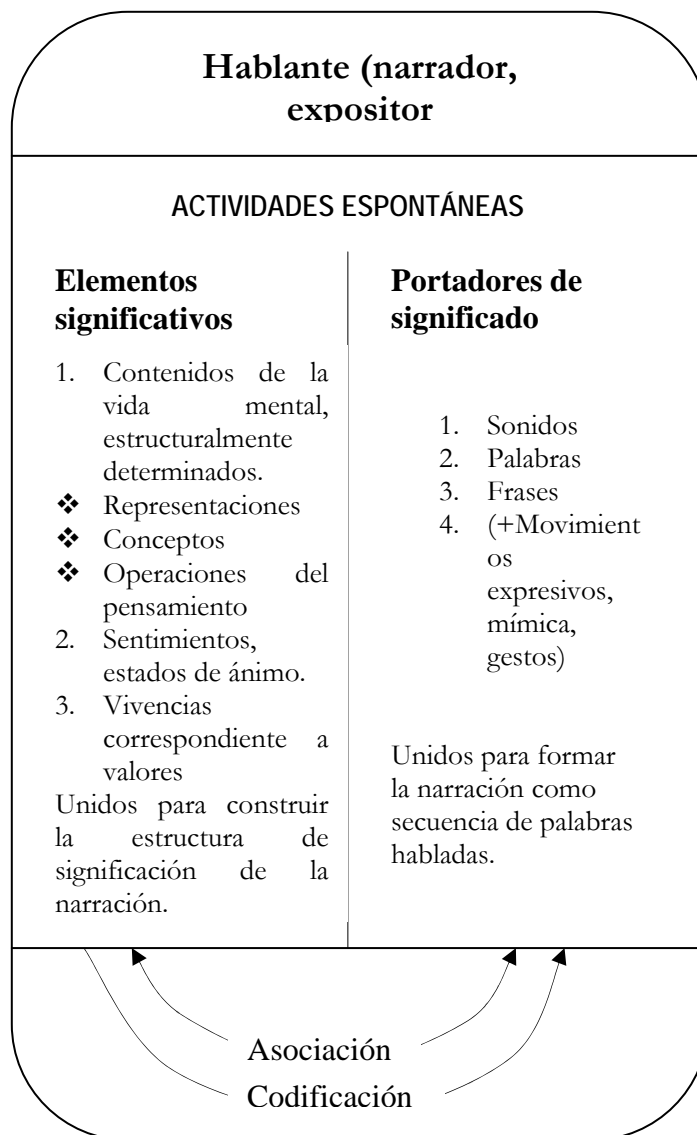 Hablante (narrador,
expositor
ACTIVIDADES ESPONTÁNEAS
Elementos
significativos
1. Contenidos de la
vida mental,
estructuralmente
determinados.
❖ Representaciones
❖ Conceptos
❖ Operaciones del
pensamiento
2. Sentimientos,
estados de ánimo.
3. Vivencias
correspondiente a
valores
Unidos para construir
la estructura de
significación de la
narración.
Portadores de
significado
1. Sonidos
2. Palabras
3. Frases
4. (+Movimient
os
expresivos,
mímica,
gestos)
Unidos para formar
la narración como
secuencia de palabras
habladas.
Asociación
Codificación